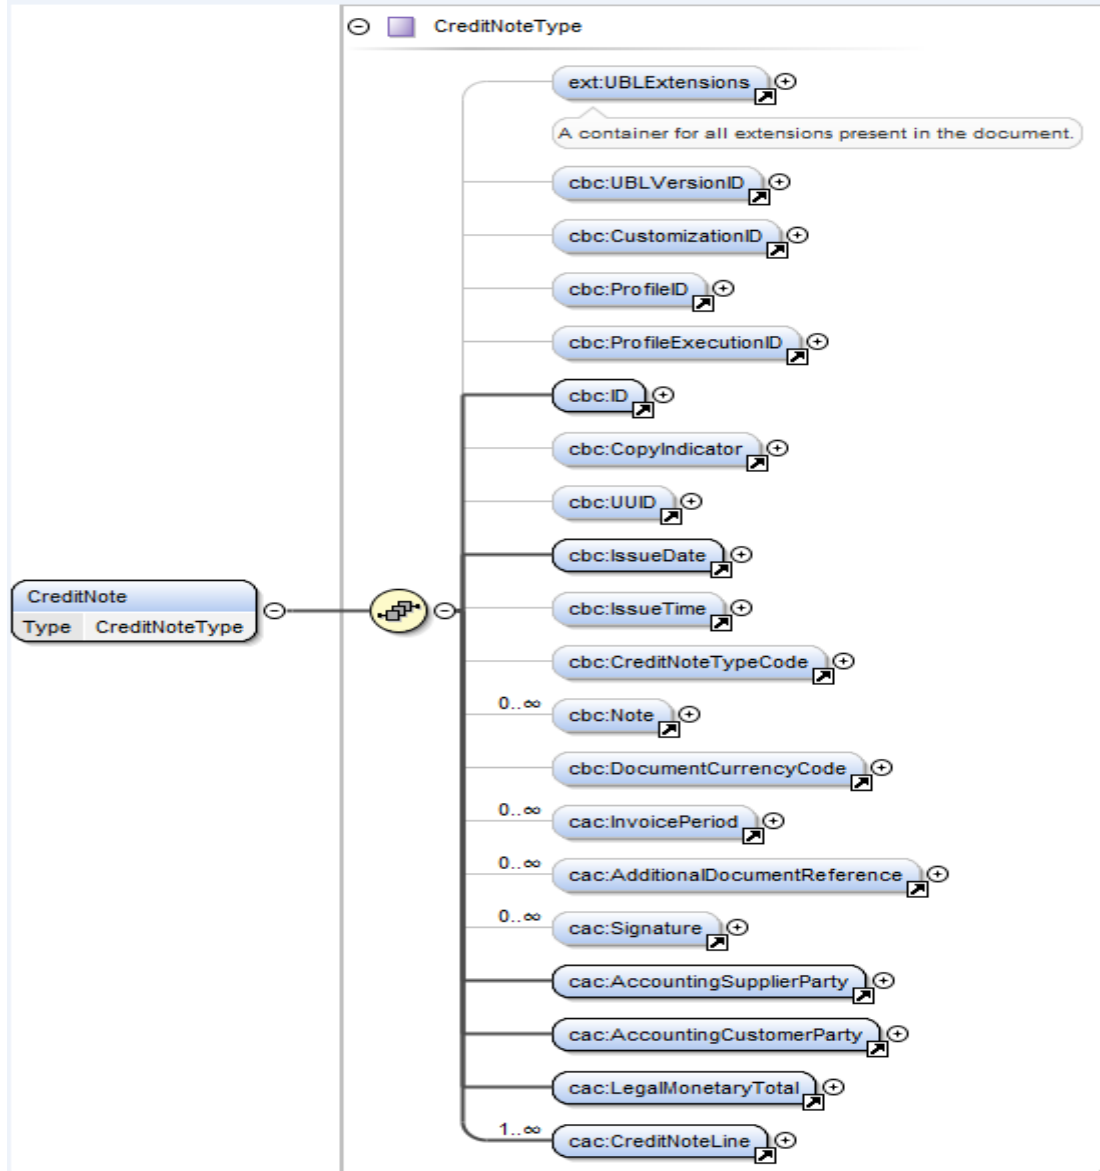 CreditNoteType
ext:UBLExtensions
A container for all extensions present in the document.
cbc:UBLVersionID
cbc:CustomizationID
cbc:ProfileID
cbc:ProfileExecutionID
cbc:ID
cbc:CopyIndicator
cbc:UUID
cbc:IssueDate
CreditNote
Type CreditNoteType
cbc:IssueTime
cbc:CreditNoteTypeCode
0..∞ cbc:Note
cbc:DocumentCurrencyCode
0..∞ cac:InvoicePeriod
0..∞ cac:AdditionalDocumentReference
0..∞ cac:Signature
cac:AccountingSupplierParty
cac:AccountingCustomerParty
cac:LegalMonetaryTotal
1..∞ cac:CreditNoteLine